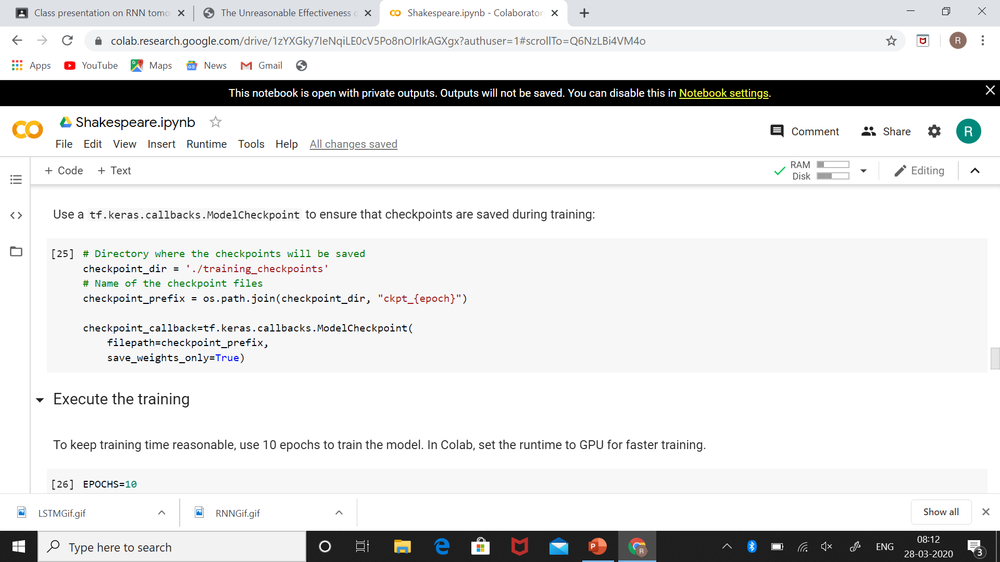 Class presentation on RNN tomo
The Unreasonable Effectiveness o
Shakespeare.ipynb - Colaborator
colab.research.google.com/drive/1zYXGky7IeNqiLE0cV5Po8nOIrIkAGXgx?authuser=1#scrollTo=Q6NzLBi4VM4o
R
Apps YouTube Maps News Gmail
This notebook is open with private outputs. Outputs will not be saved. You can disable this in Notebook settings.
Shakespeare.ipynb
Comment Share R
File Edit View Insert Runtime Tools Help All changes saved
+ Code + Text
RAM
Disk
Editing
Use a tf.keras.callbacks.ModelCheckpoint to ensure that checkpoints are saved during training:
[25] # Directory where the checkpoints will be saved
checkpoint_dir = './training_checkpoints'
# Name of the checkpoint files
checkpoint_prefix = os.path.join(checkpoint_dir, "ckpt_{epoch}")
checkpoint_callback=tf.keras.callbacks.ModelCheckpoint(
filepath=checkpoint_prefix,
save_weights_only=True)
Execute the training
To keep training time reasonable, use 10 epochs to train the model. In Colab, set the runtime to GPU for faster training.
[26] EPOCHS=10
LSTMGif.gif
RNNGif.gif
Show all
Type here to search
P
R
ENG
08:12
28-03-2020
3